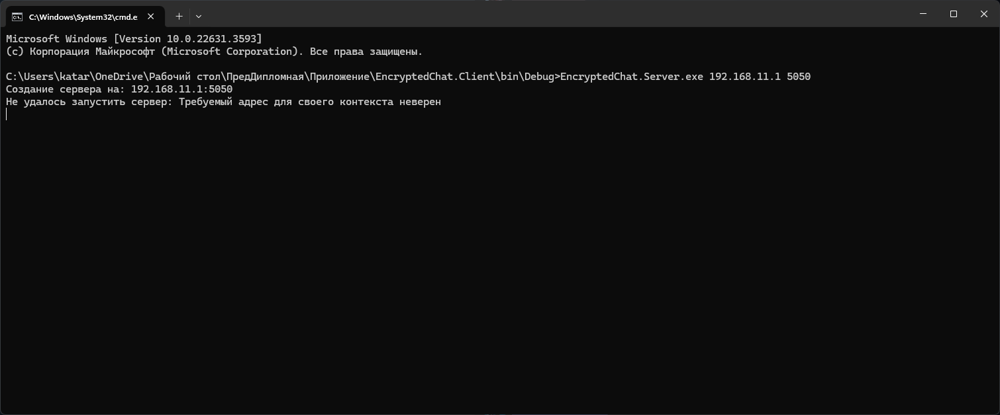 C:\Windows\System32\cmd.e
Microsoft Windows [Version 10.0.22631.3593]
(c) Корпорация Майкрософт (Microsoft Corporation). Все права защищены.
C:\Users\katar\OneDrive\Рабочий стол\ПредДипломная\Приложение\EncryptedChat.Client\bin\Debug>EncryptedChat.Server.exe 192.168.11.1 5050
Создание сервера на: 192.168.11.1:5050
Не удалось запустить сервер: Требуемый адрес для своего контекста неверен